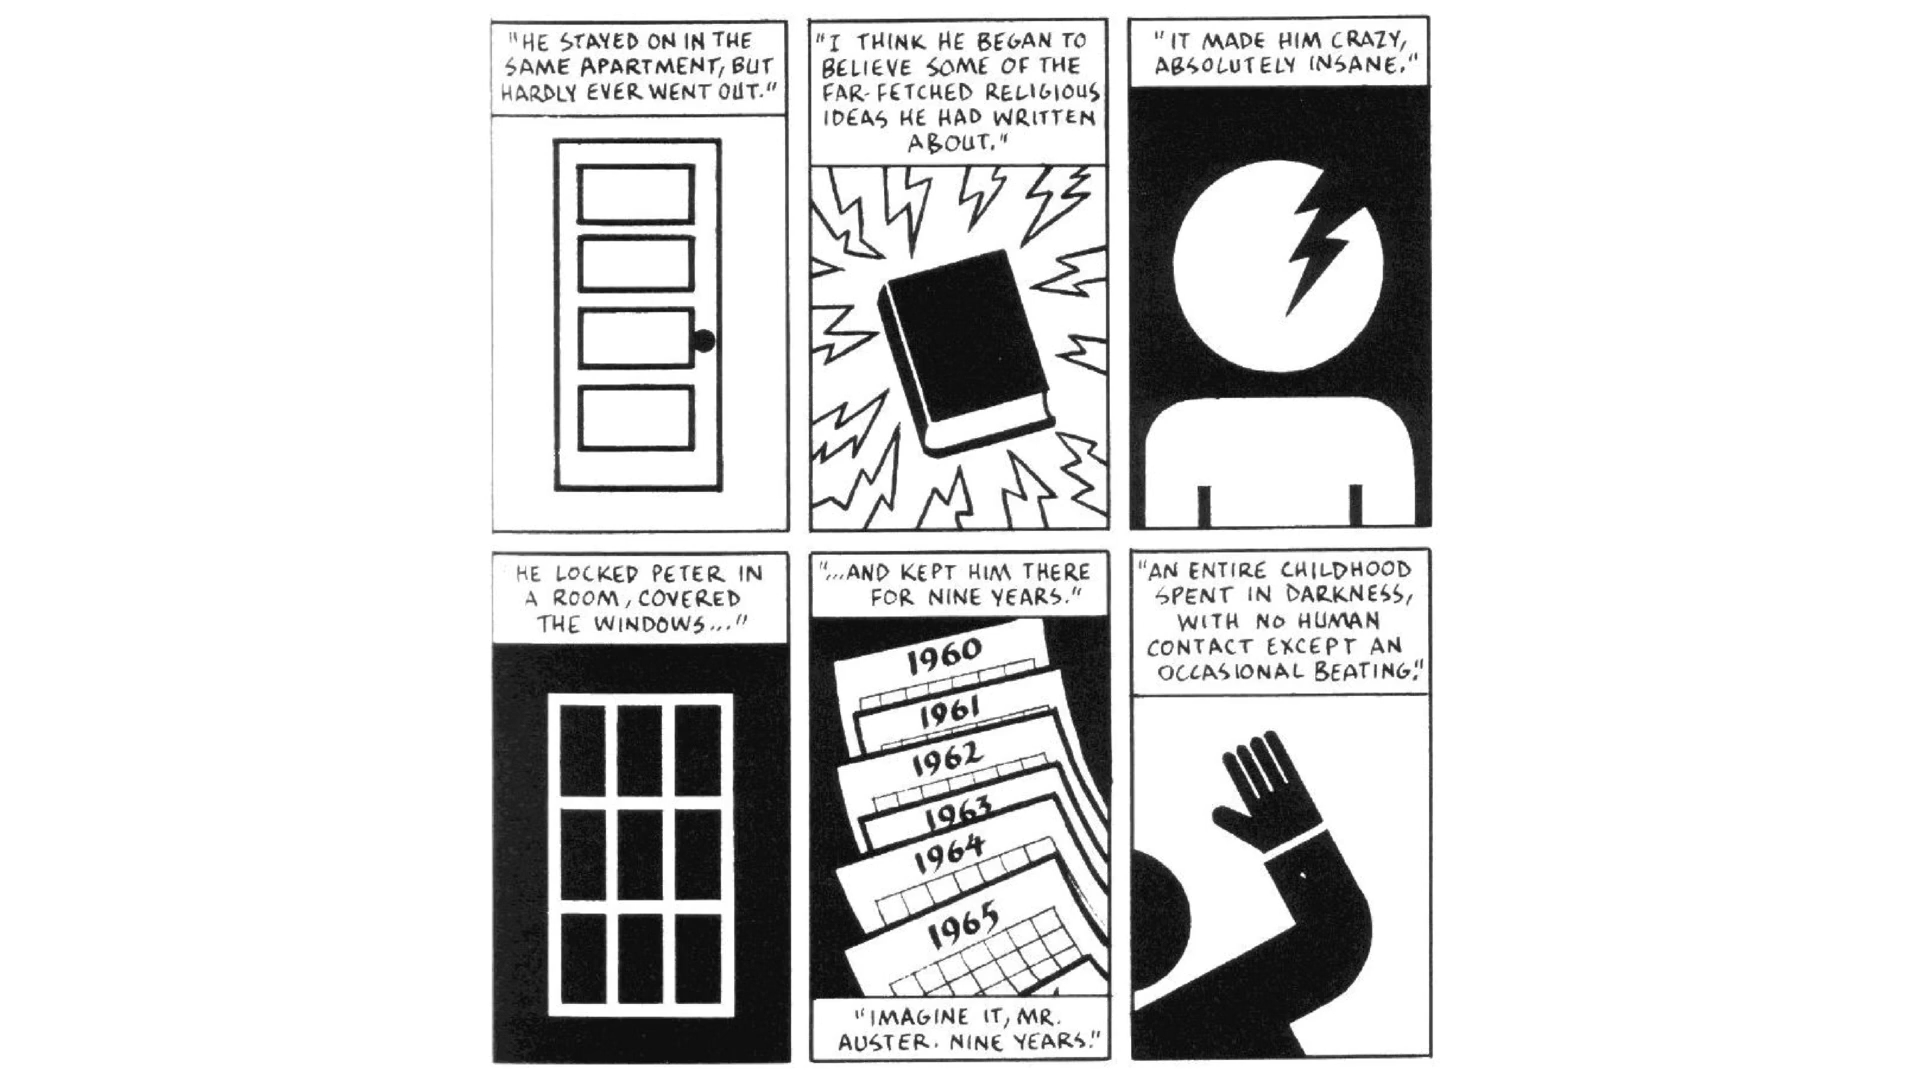 "HE STAYED ON IN THE
SAME APARTMENT, BUT
HARDLY EVER WENT OUT."
"I THINK HE BEGAN TO
BELIEVE SOME OF THE
FAR-FETCHED RELIGIOUS
IDEAS HE HAD WRITTEN
ABOUT."
"IT MADE HIM CRAZY,
ABSOLUTELY INSANE."
HE LOCKED PETER IN
A ROOM, COVERED
THE WINDOWS..."
"...AND KEPT HIM THERE
FOR NINE YEARS."
1960
1961
1962
1963
1964
1965
"IMAGINE IT, MR.
AUSTER. NINE YEARS."
"AN ENTIRE CHILDHOOD
SPENT IN DARKNESS,
WITH NO HUMAN
CONTACT EXCEPT AN
OCCASIONAL BEATING."